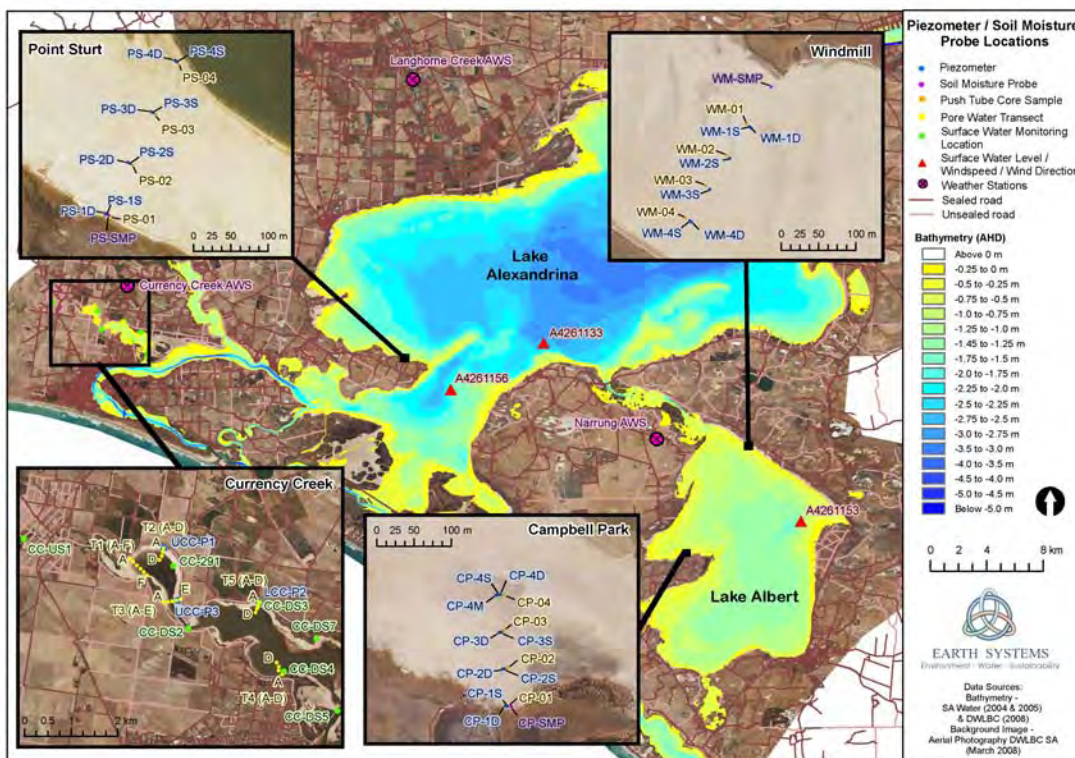 Point Sturt
PS-4D
PS-4S
PS-04
PS-3D
PS-3S
PS-03
PS-2D
PS-2S
PS-02
PS-1S
PS-1D
PS-01
PS-SMP
0 25 50 100 m
Langhorne Creek AWS
Windmill
WM-SMP
WM-01
WM-1S
WM-1D
WM-02
WM-2S
WM-03
WM-3S
WM-04
WM-4S
WM-4D
0 25 50 100 m
Lake
Alexandrina
Currency Creek AWS
A4261133
A4261156
Narrung AWS
A4261153
Lake Albert
Currency Creek
CC-US1
T2 (A-D)
UCC-P1
T1 (A-F)
A
A
D
CC-291
F
E
T5 (A-D)
LCC-P2
A
A
CC-DS3
D
T3 (A-E)
UCC-P3
CC-DS2
CC-DS7
D
CC-DS4
A
T4 (A-D)
CC-DS5
0 0.5 1 2 km
Campbell Park
0 25 50 100 m
CP-4S
CP-4D
CP-4M
CP-04
CP-03
CP-3D
CP-3S
CP-02
CP-2D
CP-2S
CP-1S
CP-01
CP-1D
CP-SMP
Piezometer / Soil Moisture
Probe Locations
Piezometer
Soil Moisture Probe
Push Tube Core Sample
Pore Water Transect
Surface Water Monitoring
Location
Surface Water Level /
Windspeed / Wind Direction
Weather Stations
Sealed road
Unsealed road
Bathymetry (AHD)
Above 0 m
-0.25 to 0 m
-0.5 to -0.25 m
-0.75 to -0.5 m
-1.0 to -0.75 m
-1.25 to -1.0 m
-1.45 to -1.25 m
-1.75 to -1.5 m
-2.0 to -1.75 m
-2.25 to -2.0 m
-2.5 to -2.25 m
-2.75 to -2.5 m
-3.0 to -2.75 m
-3.5 to -3.0 m
-4.0 to -3.5 m
-4.5 to -4.0 m
-5.0 to -4.5 m
Below -5.0 m
0 2 4 8 km
EARTH SYSTEMS
Environment · Water · Sustainability
Data Sources:
Bathymetry -
SA Water (2004 & 2005)
& DWLBC (2008)
Background Image -
Aerial Photography DWLBC SA
(March 2008)